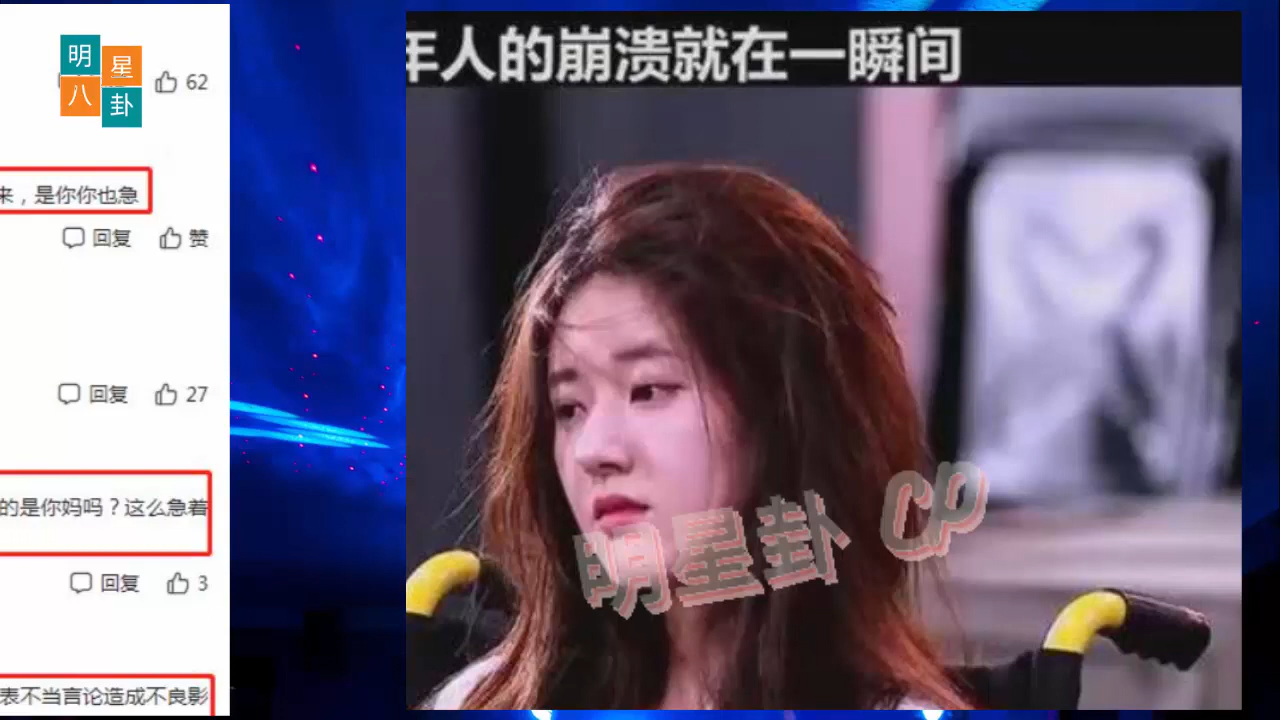 明星
八卦
62
来，是你你也急
回复 赞
回复 27
的是你妈吗？这么急着
回复 3
表不当言论造成不良影
年人的崩溃就在一瞬间
明星卦 CP